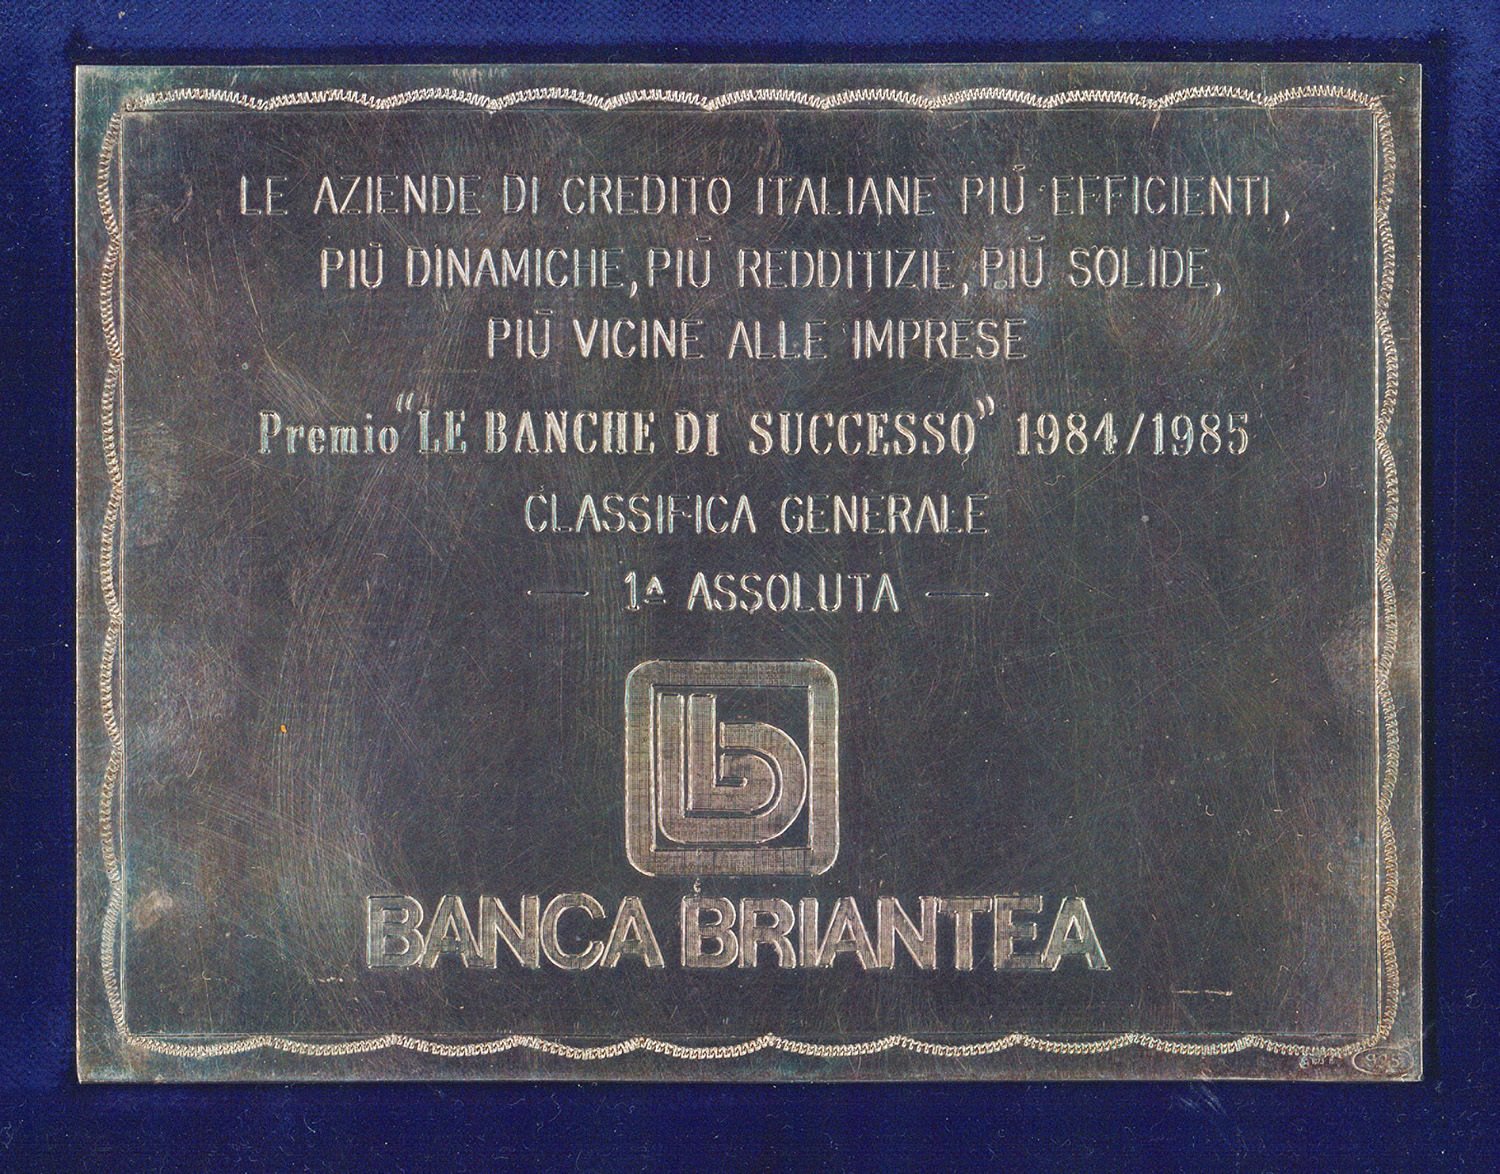 LE AZIENDE DI CREDITO ITALIANE PIÙ EFFICIENTI,
PIÙ DINAMICHE, PIÙ REDDITIZIE, PIÙ SOLIDE,
PIÙ VICINE ALLE IMPRESE
Premio "LE BANCHE DI SUCCESSO" 1984/1985
CLASSIFICA GENERALE
— 1ᴬ ASSOLUTA —
b
BANCA BRIANTEA
925